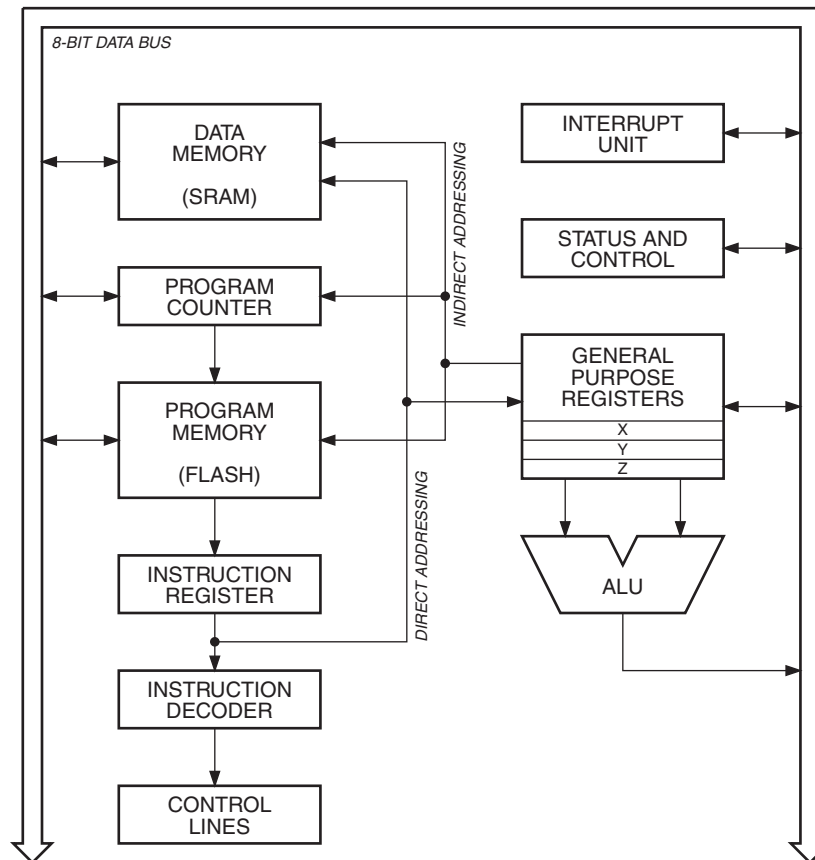 8-BIT DATA BUS
DATA
MEMORY
(SRAM)
INTERRUPT
UNIT
INDIRECT ADDRESSING
STATUS AND
CONTROL
PROGRAM
COUNTER
GENERAL
PURPOSE
REGISTERS
X
Y
Z
PROGRAM
MEMORY
(FLASH)
DIRECT ADDRESSING
INSTRUCTION
REGISTER
ALU
INSTRUCTION
DECODER
CONTROL
LINES